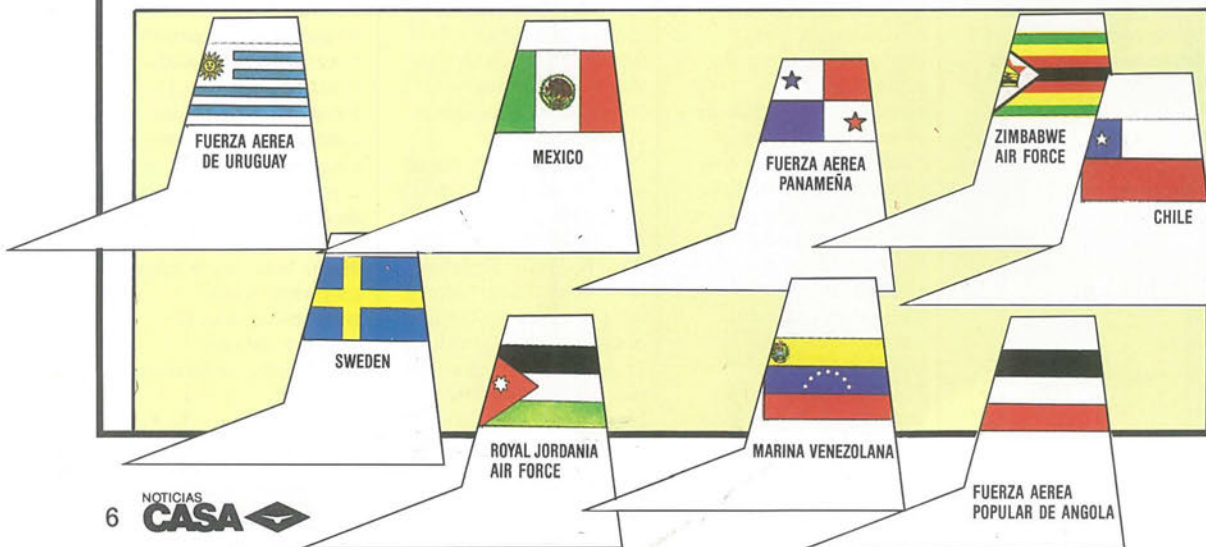 FUERZA AEREA
DE URUGUAY
MEXICO
FUERZA AEREA
PANAMEÑA
ZIMBABWE
AIR FORCE
CHILE
SWEDEN
ROYAL JORDANIA
AIR FORCE
MARINA VENEZOLANA
FUERZA AEREA
POPULAR DE ANGOLA
6
NOTICIAS
CASA